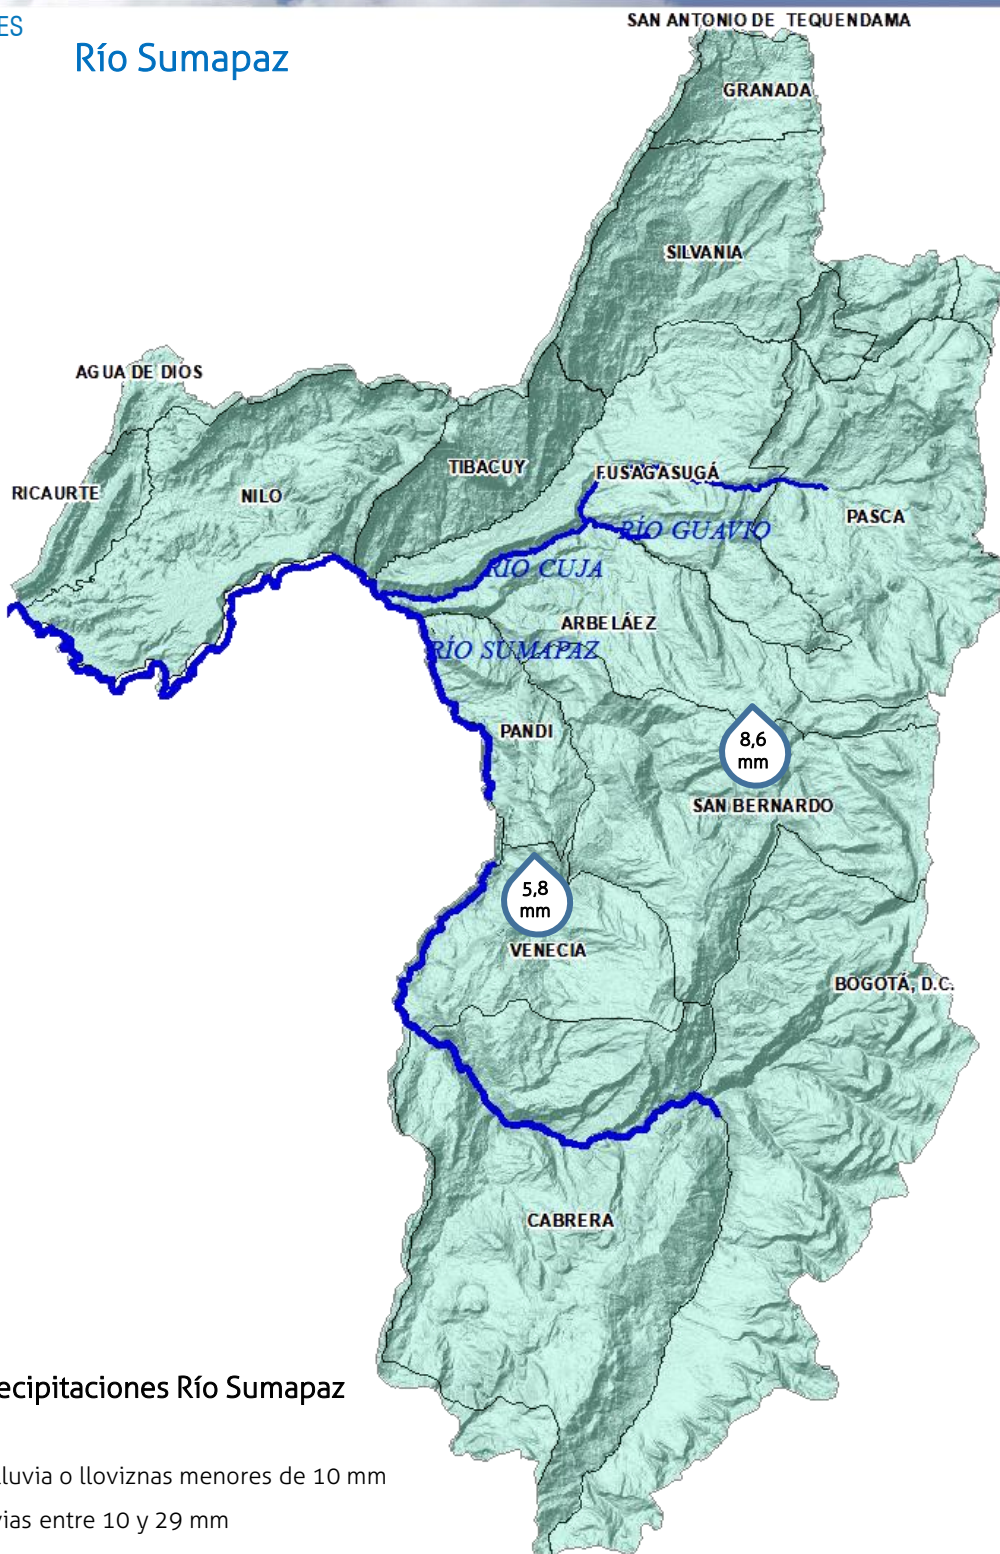 ES
Río Sumapaz
SAN ANTONIO DE TEQUENDAMA
GRANADA
SILVANIA
AGUA DE DIOS
TIBACUY
FUSAGASUGÁ
RICAURTE
NILO
PASCA
RÍO GUAVIO
RÍO CUJA
ARBELÁEZ
RÍO SUMAPAZ
PANDI
8,6
mm
SAN BERNARDO
5,8
mm
VENECIA
BOGOTÁ, D.C.
CABRERA
ecipitaciones Río Sumapaz
lluvia o lloviznas menores de 10 mm
vias entre 10 y 29 mm